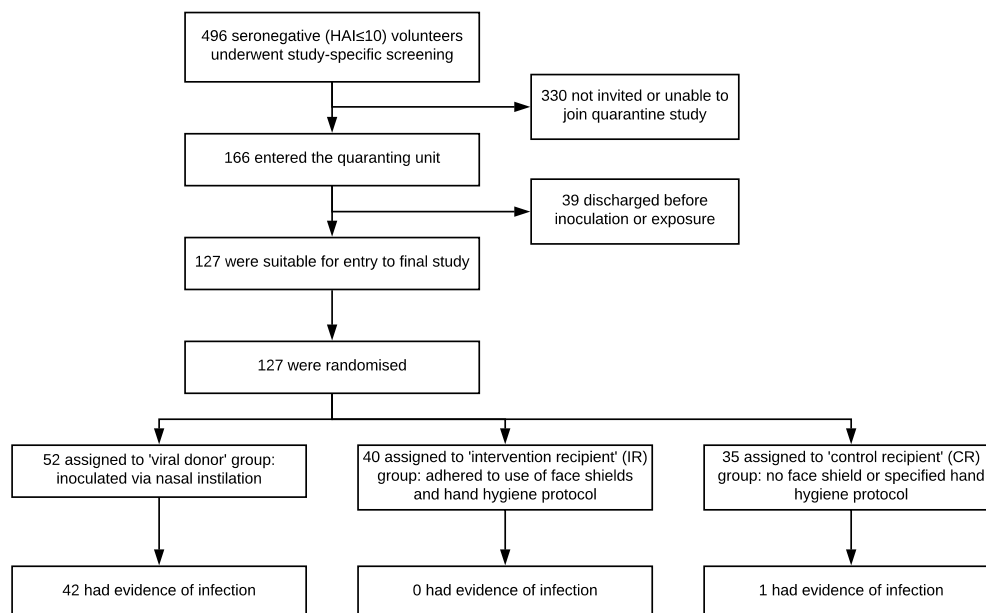 496 seronegative (HAI≤10) volunteers
underwent study-specific screening
330 not invited or unable to
join quarantine study
166 entered the quaranting unit
39 discharged before
inoculation or exposure
127 were suitable for entry to final study
127 were randomised
52 assigned to 'viral donor' group:
inoculated via nasal instilation
40 assigned to 'intervention recipient' (IR)
group: adhered to use of face shields
and hand hygiene protocol
35 assigned to 'control recipient' (CR)
group: no face shield or specified hand
hygiene protocol
42 had evidence of infection
0 had evidence of infection
1 had evidence of infection